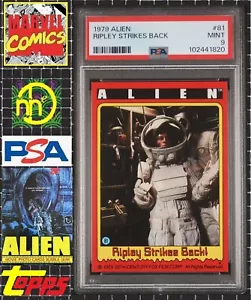 MARVEL
COMICS
1979 ALIEN
RIPLEY STRIKES BACK
PSA
#81
MINT
9
102441820
PSA
ALIEN
topps
ALIEN
81
Ripley Strikes Back!